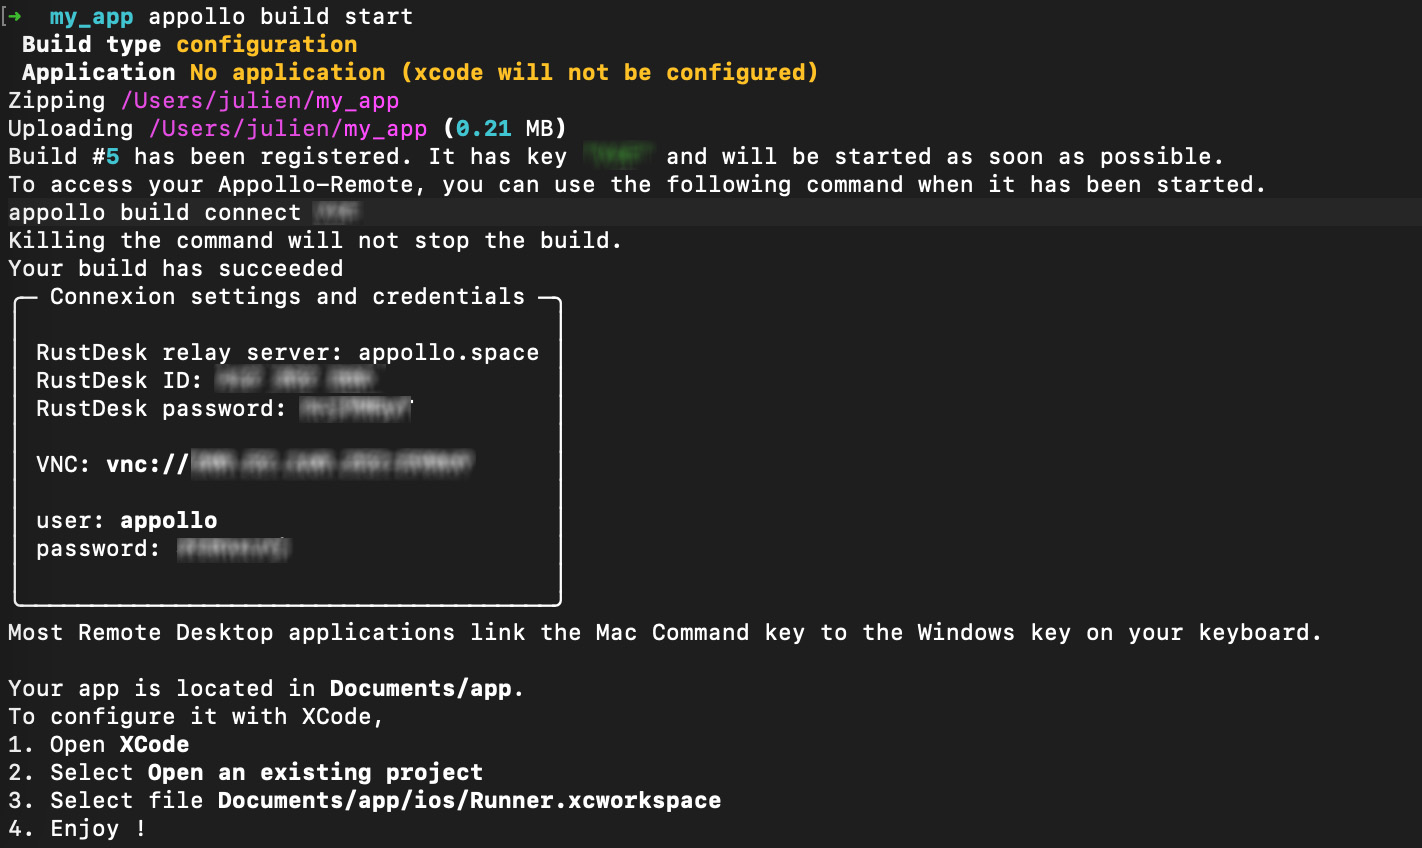 [➜  my_app appollo build start
Build type configuration
Application No application (xcode will not be configured)
Zipping /Users/julien/my_app
Uploading /Users/julien/my_app (0.21 MB)
Build #5 has been registered. It has key and will be started as soon as possible.
To access your Appollo-Remote, you can use the following command when it has been started.
appollo build connect
Killing the command will not stop the build.
Your build has succeeded
Connexion settings and credentials
RustDesk relay server: appollo.space
RustDesk ID:
RustDesk password:
VNC: vnc://
user: appollo
password:
Most Remote Desktop applications link the Mac Command key to the Windows key on your keyboard.
Your app is located in Documents/app.
To configure it with XCode,
1. Open XCode
2. Select Open an existing project
3. Select file Documents/app/ios/Runner.xcworkspace
4. Enjoy !